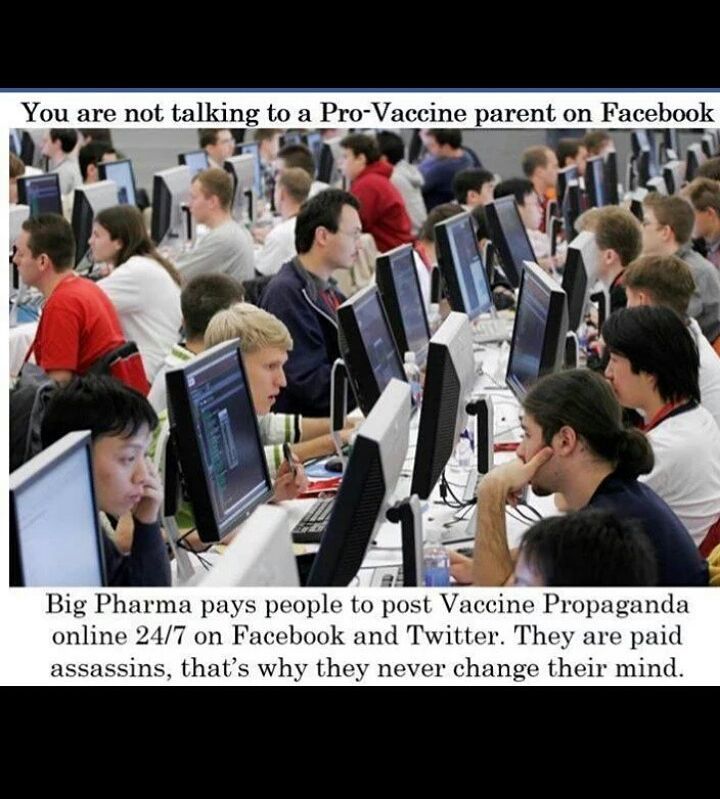 You are not talking to a Pro-Vaccine parent on Facebook
Big Pharma pays people to post Vaccine Propaganda
online 24/7 on Facebook and Twitter. They are paid
assassins, that's why they never change their mind.